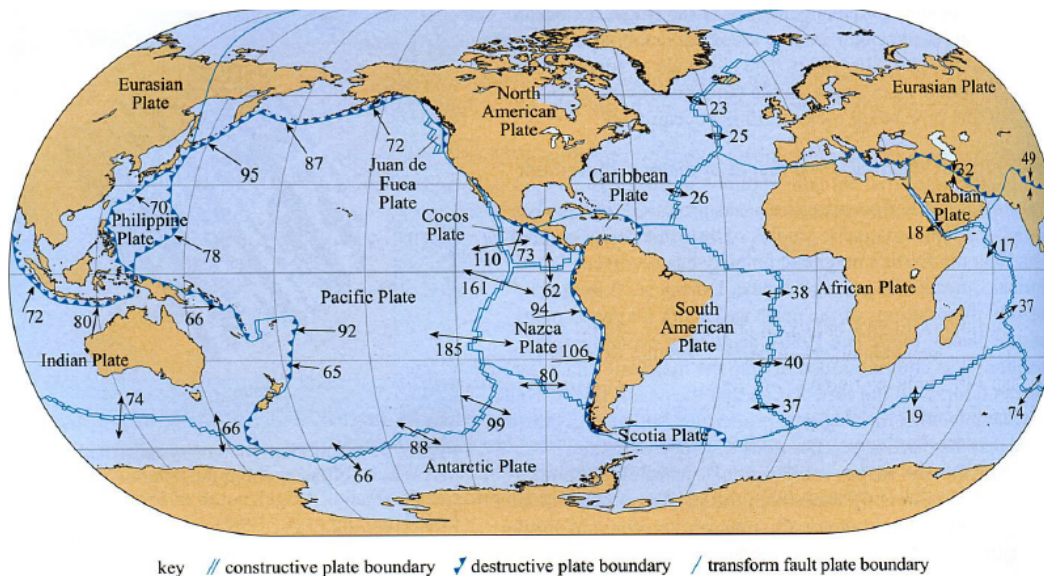 Eurasian
Plate
North
American
Plate
Eurasian
Plate
23
25
26
72
87
95
Juan de
Fuca Plate
Caribbean
Plate
49
32
Arabian
Plate
18
17
70
Philippine
Plate
78
Cocos
Plate
110
73
62
161
94
Pacific Plate
38
African Plate
37
72
80
66
92
Nazca
Plate
South
American
Plate
185
106
65
Indian Plate
80
40
37
19
74
74
66
66
88
99
Scotia Plate
Antarctic Plate
key
constructive plate boundary
destructive plate boundary
transform fault plate boundary